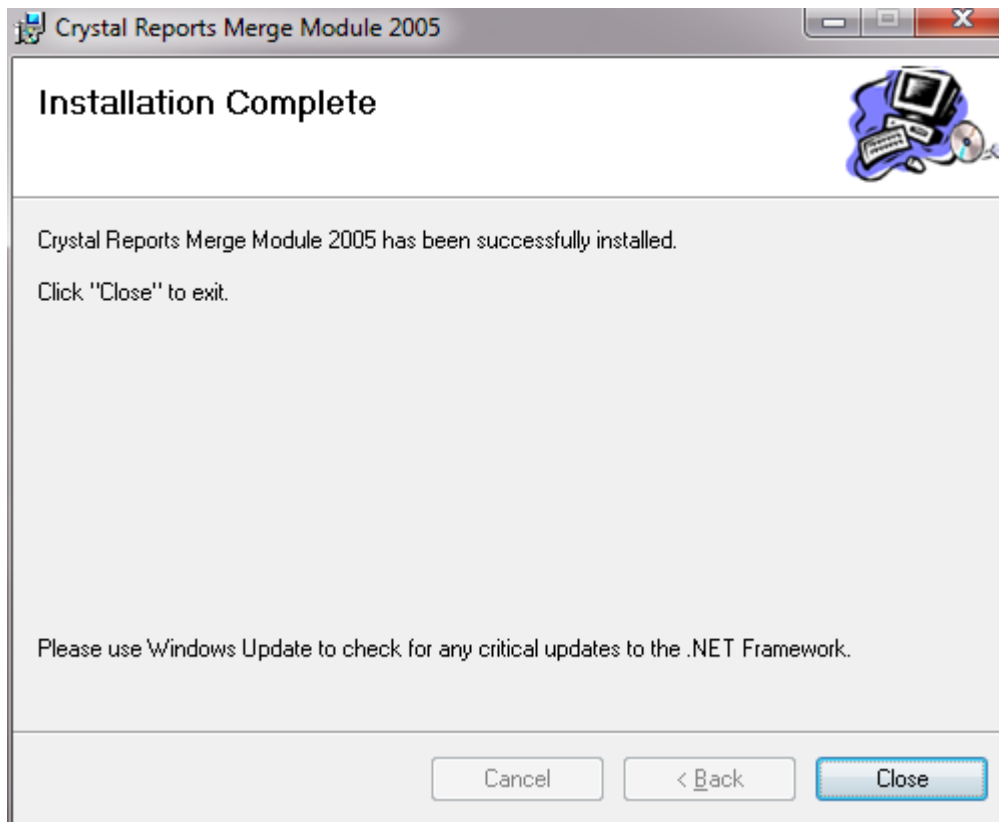 Crystal Reports Merge Module 2005
Installation Complete
Crystal Reports Merge Module 2005 has been successfully installed.
Click "Close" to exit.
Please use Windows Update to check for any critical updates to the .NET Framework.
Cancel
< Back
Close